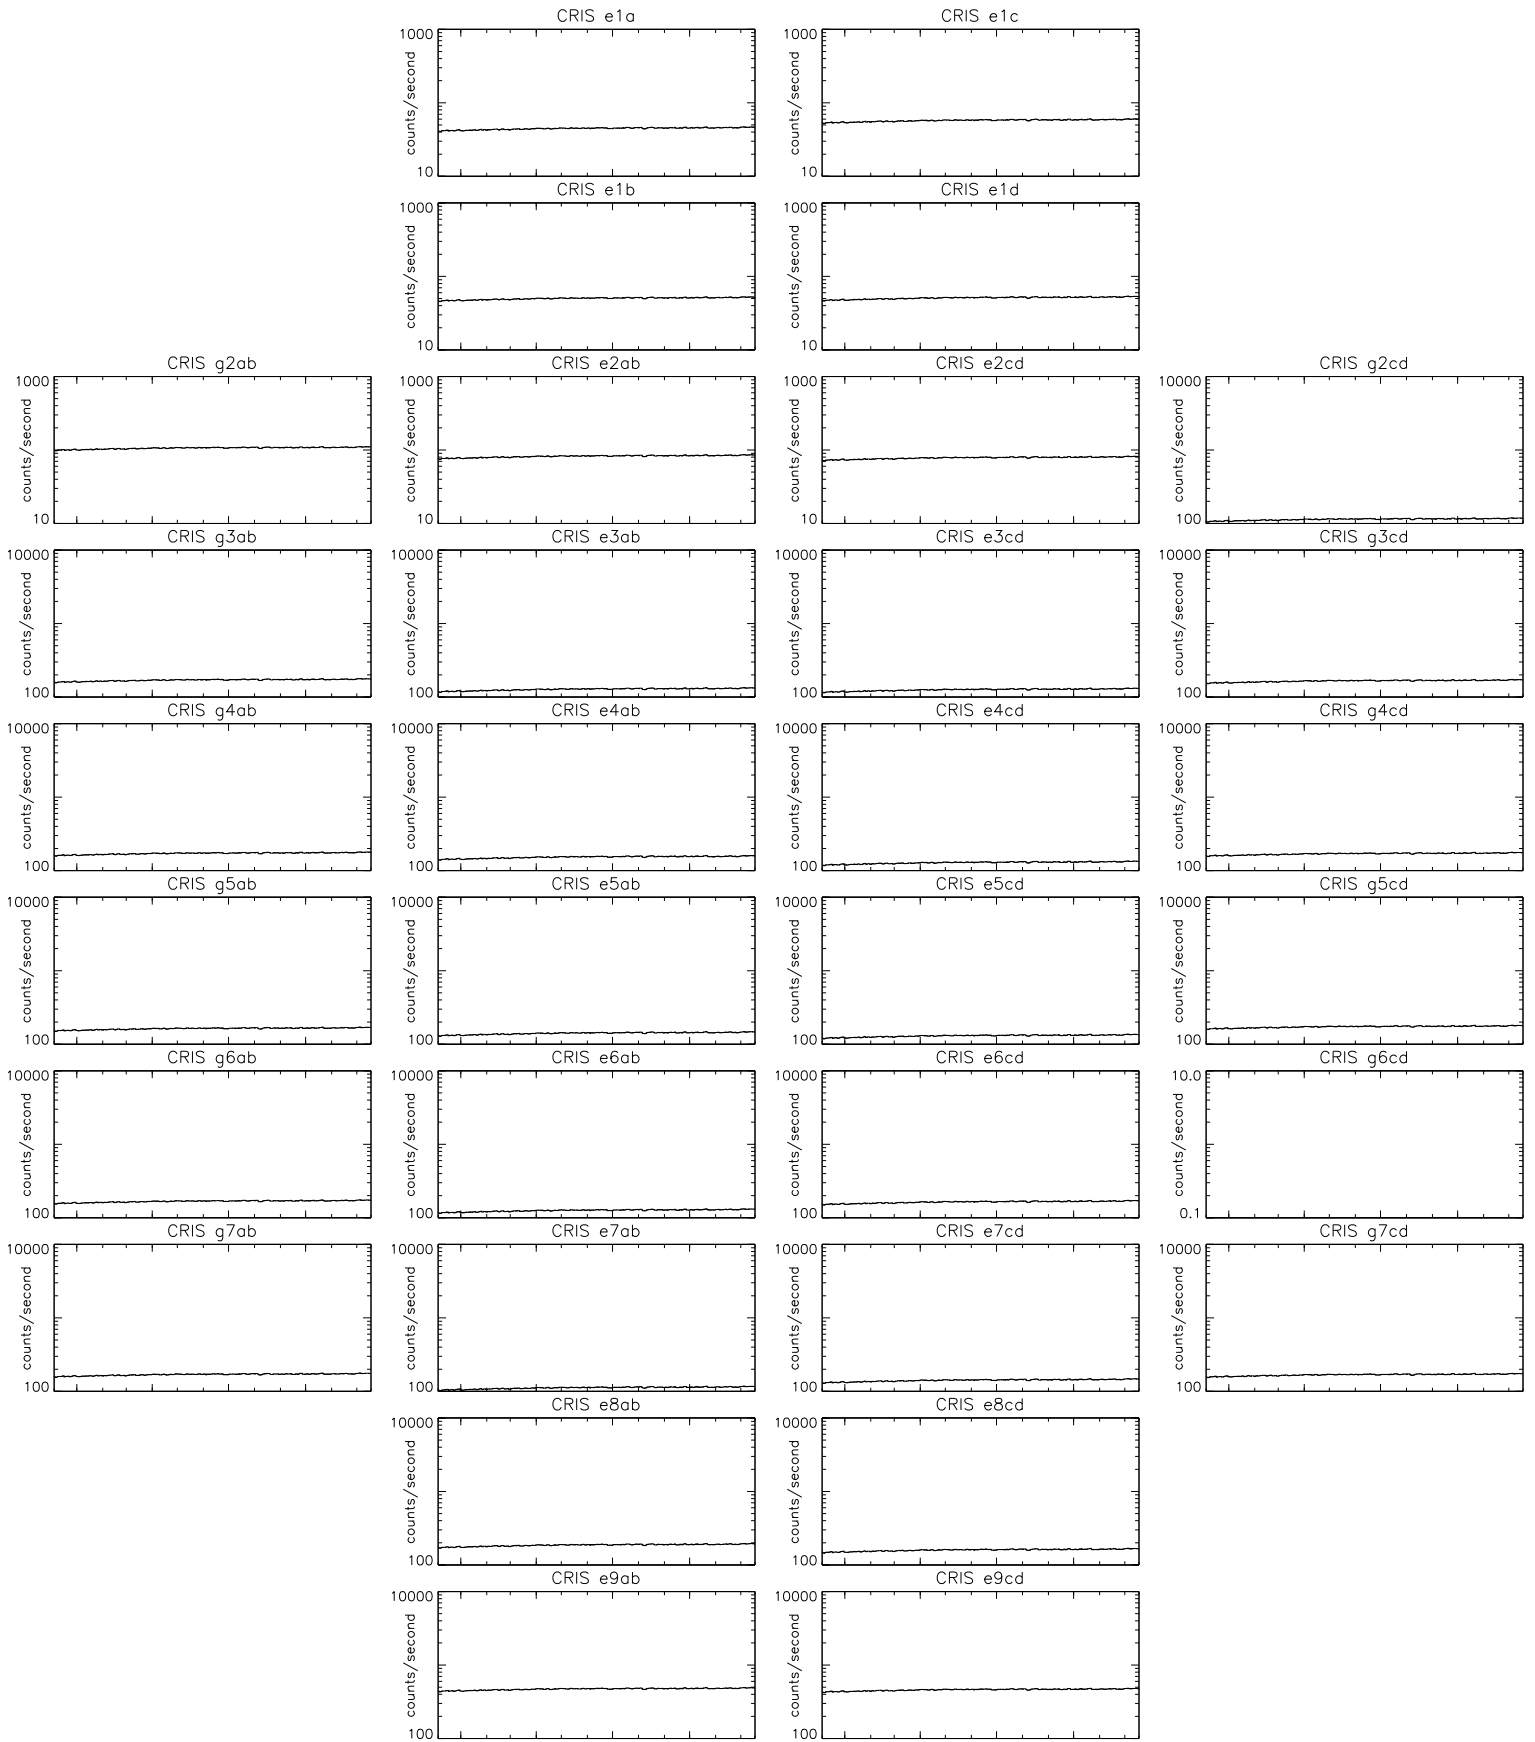 CRIS e1a
1000
counts/second
10
CRIS e1c
1000
counts/second
10
CRIS e1b
1000
counts/second
10
CRIS e1d
1000
counts/second
10
CRIS g2ab
1000
counts/second
10
CRIS e2ab
1000
counts/second
10
CRIS e2cd
1000
counts/second
10
CRIS g2cd
10000
counts/second
100
CRIS g3ab
10000
counts/second
100
CRIS e3ab
10000
counts/second
100
CRIS e3cd
10000
counts/second
100
CRIS g3cd
10000
counts/second
100
CRIS g4ab
10000
counts/second
100
CRIS e4ab
10000
counts/second
100
CRIS e4cd
10000
counts/second
100
CRIS g4cd
10000
counts/second
100
CRIS g5ab
10000
counts/second
100
CRIS e5ab
10000
counts/second
100
CRIS e5cd
10000
counts/second
100
CRIS g5cd
10000
counts/second
100
CRIS g6ab
10000
counts/second
100
CRIS e6ab
10000
counts/second
100
CRIS e6cd
10000
counts/second
100
CRIS g6cd
10.0
counts/second
0.1
CRIS g7ab
10000
counts/second
100
CRIS e7ab
10000
counts/second
100
CRIS e7cd
10000
counts/second
100
CRIS g7cd
10000
counts/second
100
CRIS e8ab
10000
counts/second
100
CRIS e8cd
10000
counts/second
100
CRIS e9ab
10000
counts/second
100
CRIS e9cd
10000
counts/second
100